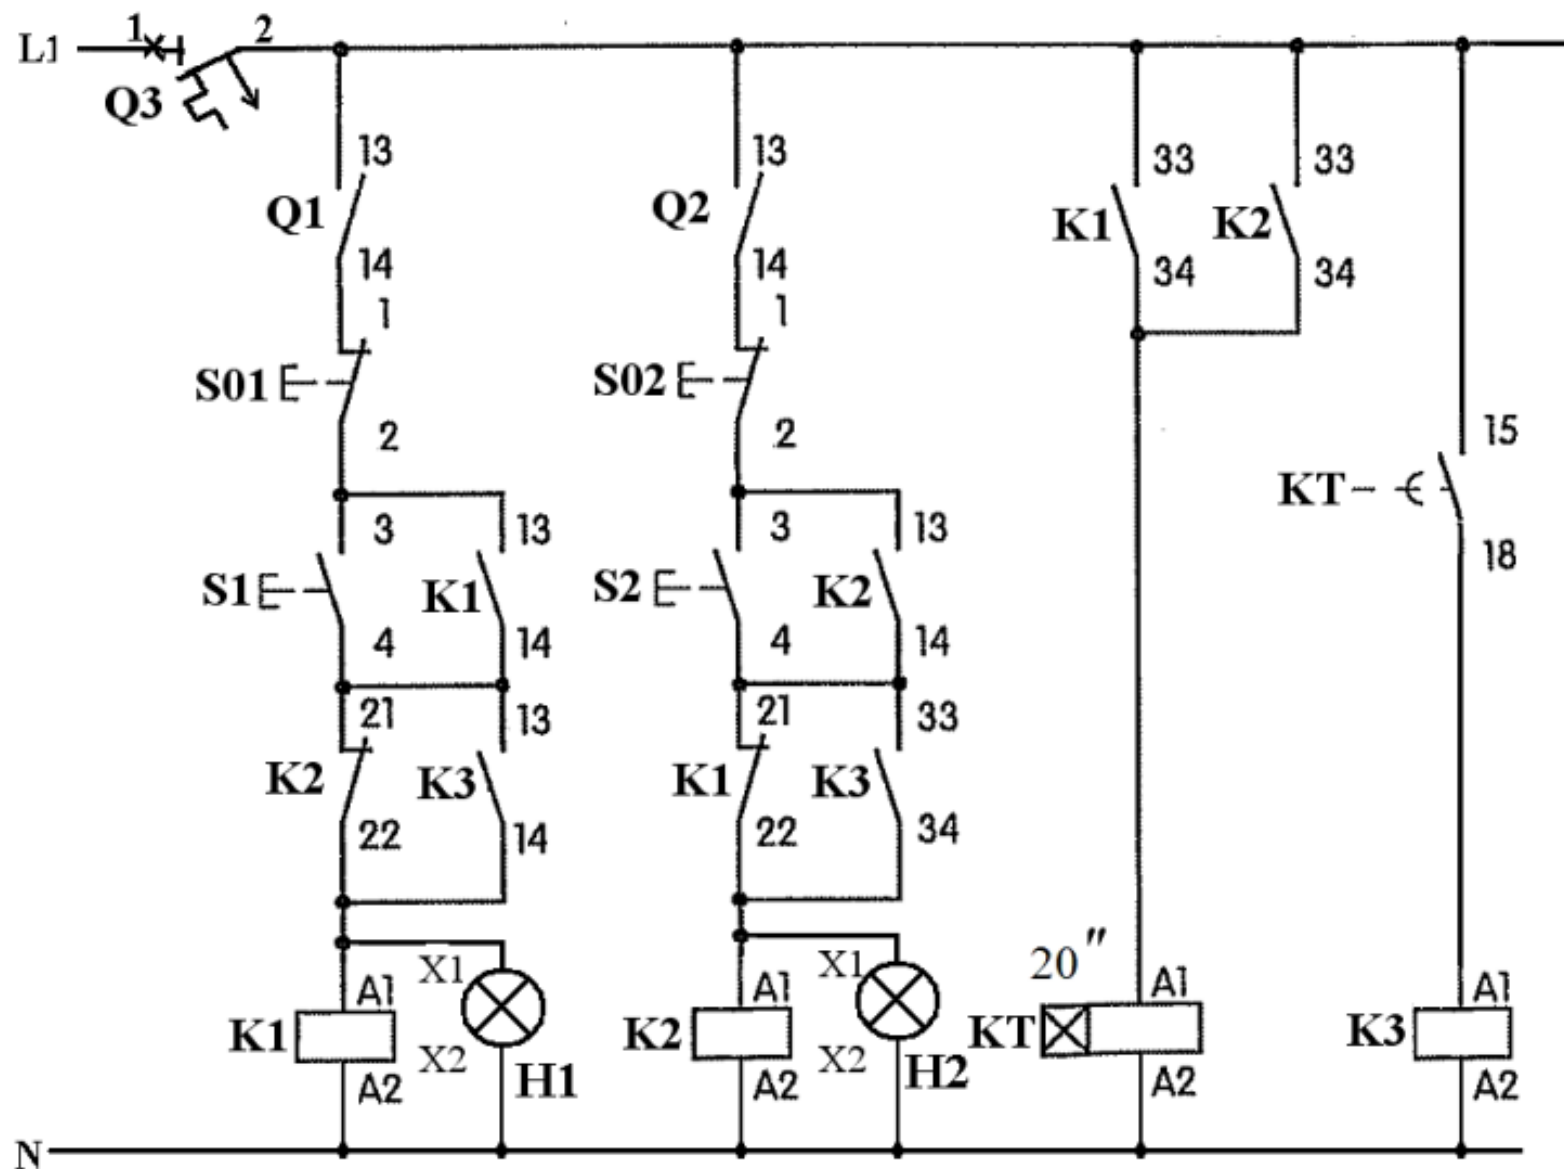 L1 1 2
Q3
13 13
33 33
Q1 Q2 K1 K2
14 14 34 34
1 1
S01 S02
2 2 15
KT
3 13 3 13
18
S1 K1 S2 K2
4 14 4 14
21 13 21 33
K2 K3 K1 K3
22 14 22 34
20"
X1 X1
A1 A1 A1 A1
K1 K2 KT K3
X2 X2
A2 H1 A2 H2 A2 A2
N